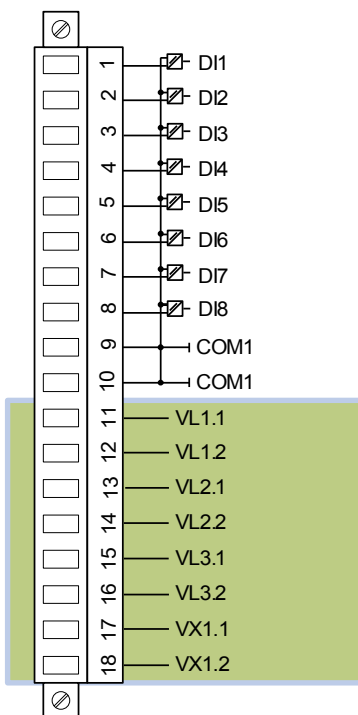 1 DI1
2 DI2
3 DI3
4 DI4
5 DI5
6 DI6
7 DI7
8 DI8
9 COM1
10 COM1
11 VL1.1
12 VL1.2
13 VL2.1
14 VL2.2
15 VL3.1
16 VL3.2
17 VX1.1
18 VX1.2